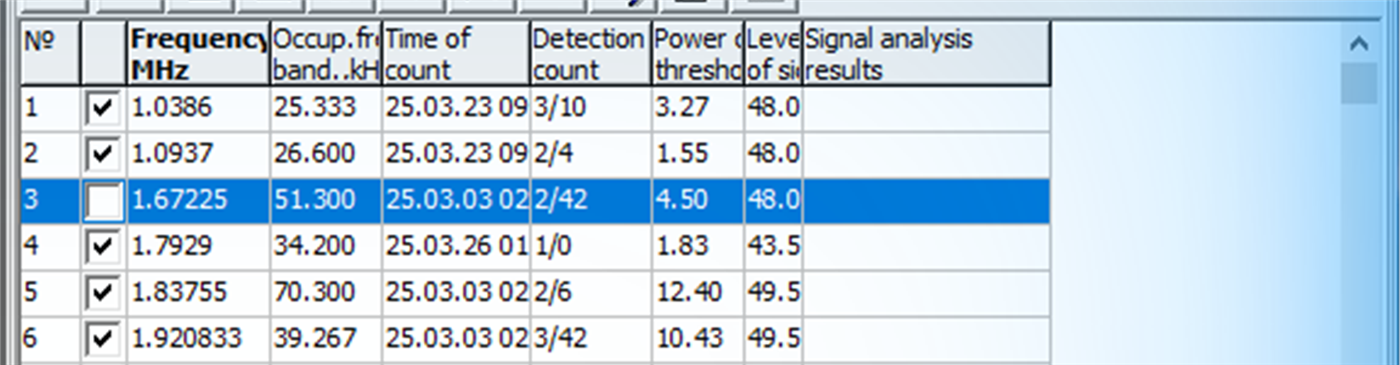 Nº Frequency MHz Occup.fre band..kH Time of count Detection count Power o thresho Leve of sig Signal analysis results
1 1.0386 25.333 25.03.23 09 3/10 3.27 48.0
2 1.0937 26.600 25.03.23 09 2/4 1.55 48.0
3 1.67225 51.300 25.03.03 02 2/42 4.50 48.0
4 1.7929 34.200 25.03.26 01 1/0 1.83 43.5
5 1.83755 70.300 25.03.03 02 2/6 12.40 49.5
6 1.920833 39.267 25.03.03 02 3/42 10.43 49.5